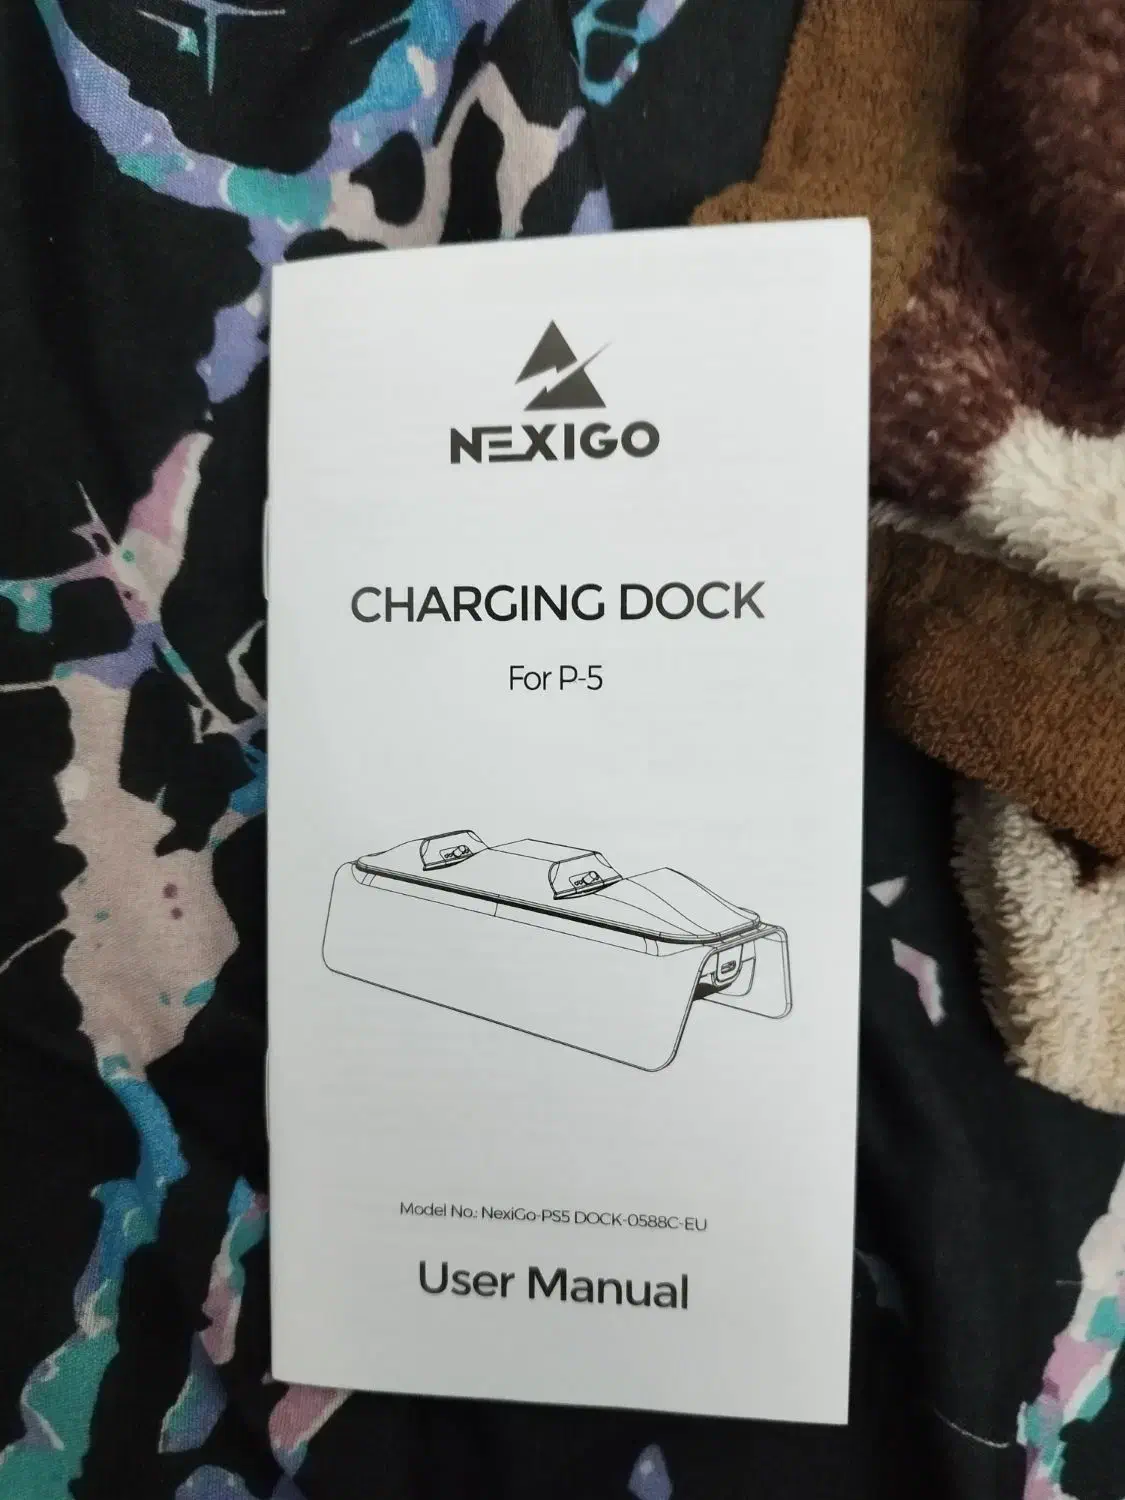 NEXIGO
CHARGING DOCK
For P-5
Model No.: NexiGo-PS5 DOCK-0588C-EU
User Manual